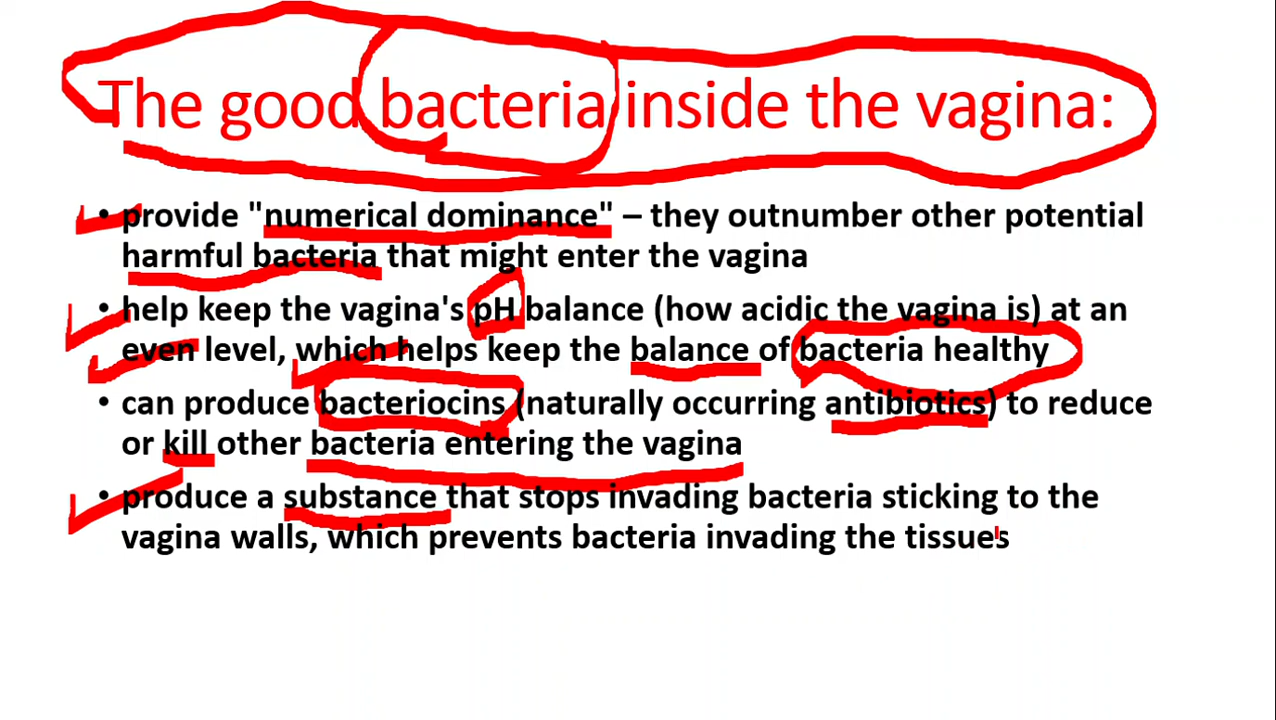 The good bacteria inside the vagina:
• provide "numerical dominance" – they outnumber other potential
harmful bacteria that might enter the vagina
• help keep the vagina's pH balance (how acidic the vagina is) at an
even level, which helps keep the balance of bacteria healthy
• can produce bacteriocins (naturally occurring antibiotics) to reduce
or kill other bacteria entering the vagina
• produce a substance that stops invading bacteria sticking to the
vagina walls, which prevents bacteria invading the tissues